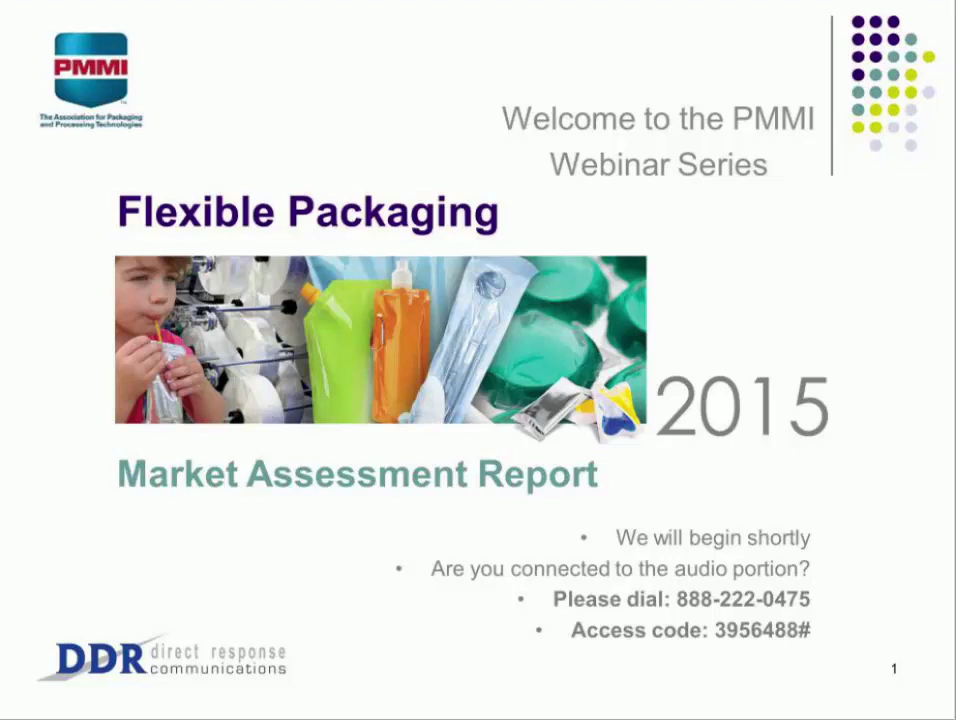 PMMI
The Association for Packaging
and Processing Technologies
Welcome to the PMMI
Webinar Series
Flexible Packaging
2015
Market Assessment Report
• We will begin shortly
• Are you connected to the audio portion?
• Please dial: 888-222-0475
• Access code: 3956488#
DDR direct response
communications
1